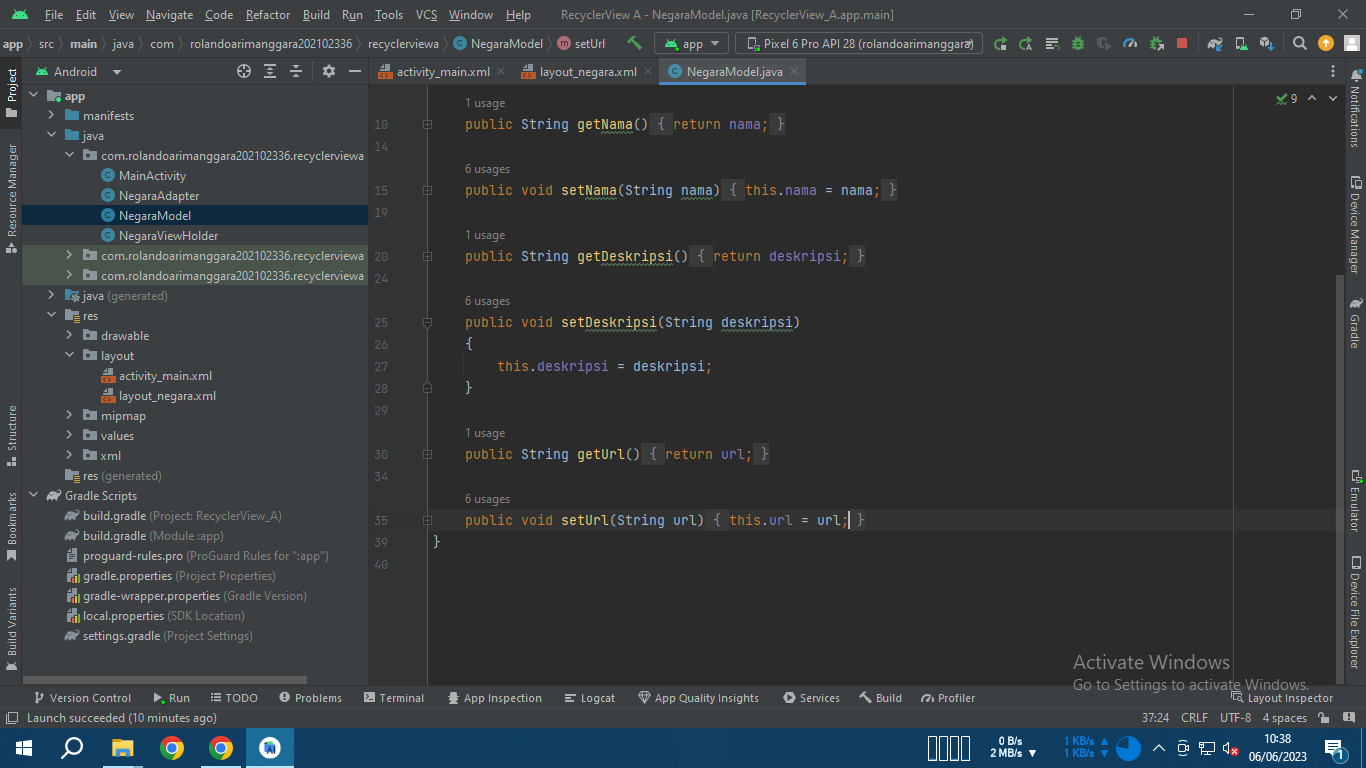 File Edit View Navigate Code Refactor Build Run Tools VCS Window Help RecyclerView A - NegaraModel.java [RecyclerView_A.app.main]
app src main java com rolandoarimanggara202102336 recyclerviewa NegaraModel setUrl app Pixel 6 Pro API 28 (rolandoarimanggara)
Android activity_main.xml layout_negara.xml NegaraModel.java
Project
Resource Manager
Structure
Bookmarks
Build Variants
app
manifests
java
com.rolandoarimanggara202102336.recyclerviewa
MainActivity
NegaraAdapter
NegaraModel
NegaraViewHolder
com.rolandoarimanggara202102336.recyclerviewa
com.rolandoarimanggara202102336.recyclerviewa
java (generated)
res
drawable
layout
activity_main.xml
layout_negara.xml
mipmap
values
xml
res (generated)
Gradle Scripts
build.gradle (Project: RecyclerView_A)
build.gradle (Module :app)
proguard-rules.pro (ProGuard Rules for ":app")
gradle.properties (Project Properties)
gradle-wrapper.properties (Gradle Version)
local.properties (SDK Location)
settings.gradle (Project Settings)
9
1 usage
10 public String getNama() { return nama; }
14
6 usages
15 public void setNama(String nama) { this.nama = nama; }
19
1 usage
20 public String getDeskripsi() { return deskripsi; }
24
6 usages
25 public void setDeskripsi(String deskripsi)
26 {
27 this.deskripsi = deskripsi;
28 }
29
1 usage
30 public String getUrl() { return url; }
34
6 usages
35 public void setUrl(String url) { this.url = url; }
39 }
40
Notifications
Device Manager
Gradle
Emulator
Device File Explorer
Activate Windows
Go to Settings to activate Windows.
Version Control Run TODO Problems Terminal App Inspection Logcat App Quality Insights Services Build Profiler Layout Inspector
Launch succeeded (10 minutes ago) 37:24 CRLF UTF-8 4 spaces
0 B/s 1 KB/s 10:38
2 MB/s 1 KB/s 06/06/2023 1